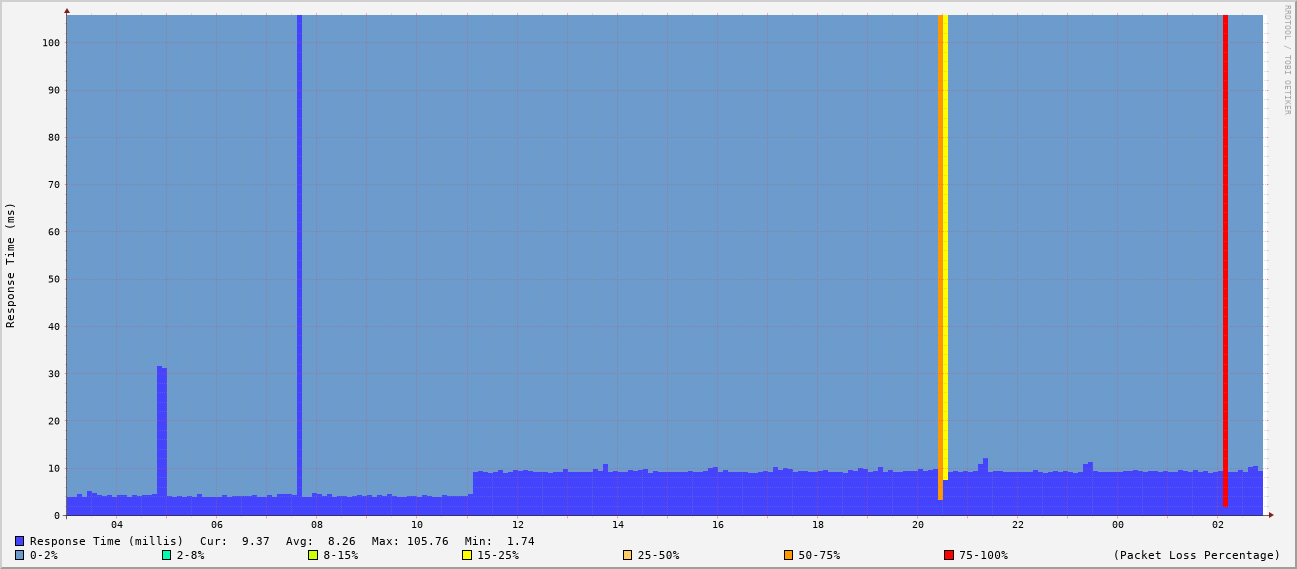 RRDTOOL / TOBI OETIKER
Response Time (ms)
100
90
80
70
60
50
40
30
20
10
0
04 06 08 10 12 14 16 18 20 22 00 02
Response Time (millis) Cur: 9.37 Avg: 8.26 Max: 105.76 Min: 1.74
0-2% 2-8% 8-15% 15-25% 25-50% 50-75% 75-100% (Packet Loss Percentage)